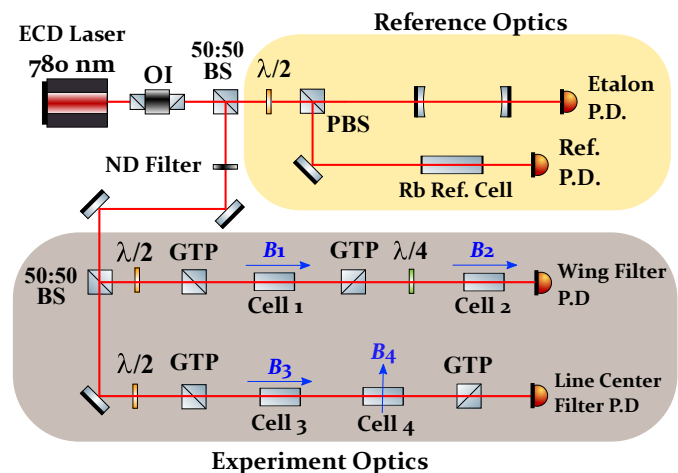 Reference Optics
ECD Laser
780 nm
OI
50:50
BS
λ/2
PBS
Etalon
P.D.
ND Filter
Rb Ref. Cell
Ref.
P.D.
50:50
BS
λ/2
GTP
B1
Cell 1
GTP
λ/4
B2
Cell 2
Wing Filter
P.D
λ/2
GTP
B3
Cell 3
B4
Cell 4
GTP
Line Center
Filter P.D
Experiment Optics